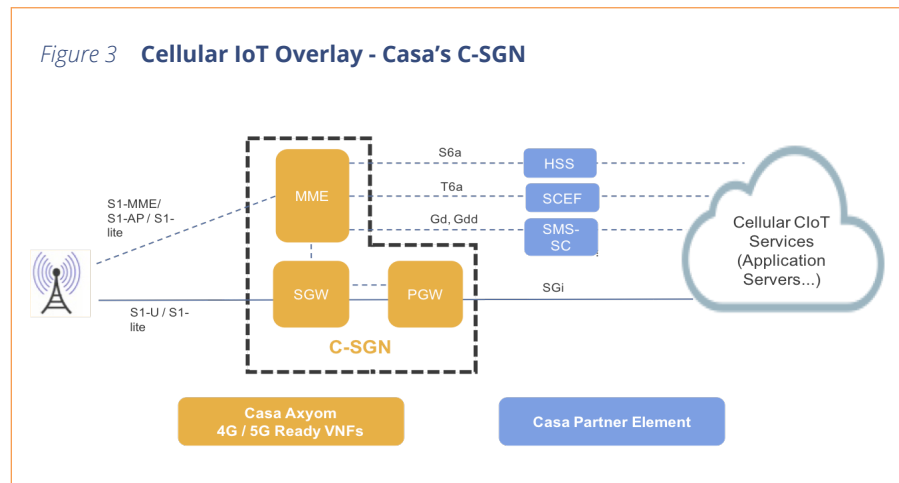 Figure 3 Cellular IoT Overlay - Casa's C-SGN
S6a
HSS
MME
T6a
SCEF
S1-MME/
S1-AP / S1-
lite
Gd, Gdd
SMS-
SC
Cellular CIoT
Services
(Application
Servers...)
SGW
PGW
SGi
S1-U / S1-
lite
C-SGN
Casa Axyom
4G / 5G Ready VNFs
Casa Partner Element